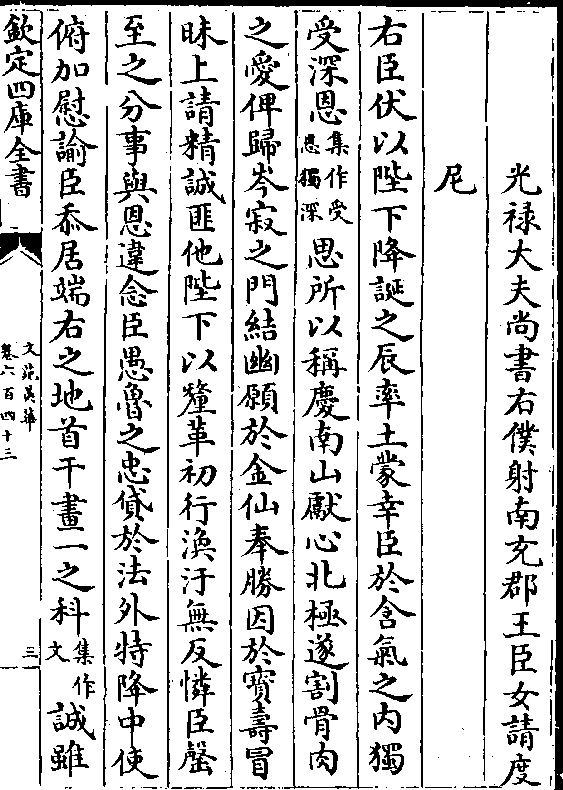 光禄大夫尚書右僕射南充郡王臣女請度
尼
右臣伏以陛下降誕之辰率土蒙幸臣於含氣之内獨
受深恩集作受恩獨深思所以稱慶南山獻心北極遂割骨肉
之愛俾歸岑寂之門結幽願於金仙奉勝因於寳壽冒
昧上請精誠匪他陛下以釐革初行渙汗無反憐臣罄
至之分事與恩違念臣愚魯之忠貸於法外特降中使
俯加慰諭臣忝居端右之地首干畫一之科集作文誠雖
欽定四庫全書
文苑英華
卷六百四十三
三